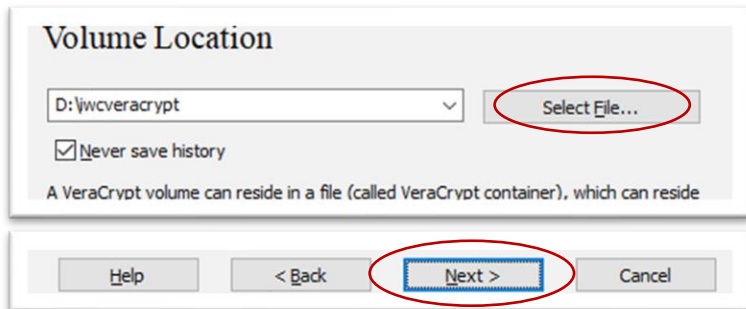 Volume Location
D:\jwcveracrypt Select File...
Never save history
A VeraCrypt volume can reside in a file (called VeraCrypt container), which can reside
Help < Back Next > Cancel